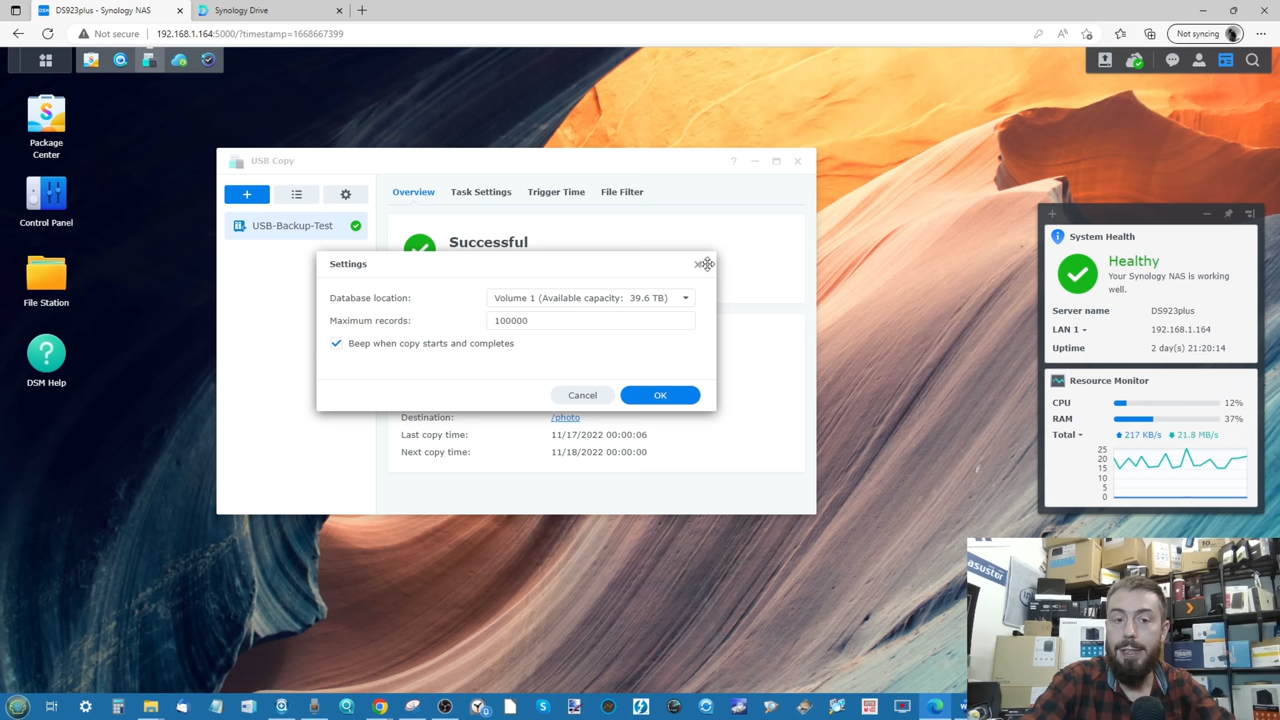 DSM
DS923plus - Synology NAS
Synology Drive
Not secure
192.168.1.164:5000/?timestamp=1668667399
Not syncing
Package
Center
Control Panel
File Station
DSM Help
USB Copy
Overview
Task Settings
Trigger Time
File Filter
USB-Backup-Test
Successful
Settings
Database location:
Volume 1 (Available capacity: 39.6 TB)
Maximum records:
100000
Beep when copy starts and completes
Cancel
OK
Destination:
/photo
Last copy time:
11/17/2022 00:00:06
Next copy time:
11/18/2022 00:00:00
System Health
Healthy
Your Synology NAS is working
well.
Server name
DS923plus
LAN 1
192.168.1.164
Uptime
2 day(s) 21:20:14
Resource Monitor
CPU
12%
RAM
37%
Total
217 KB/s
21.8 MB/s
25
20
15
10
5
0
asustor